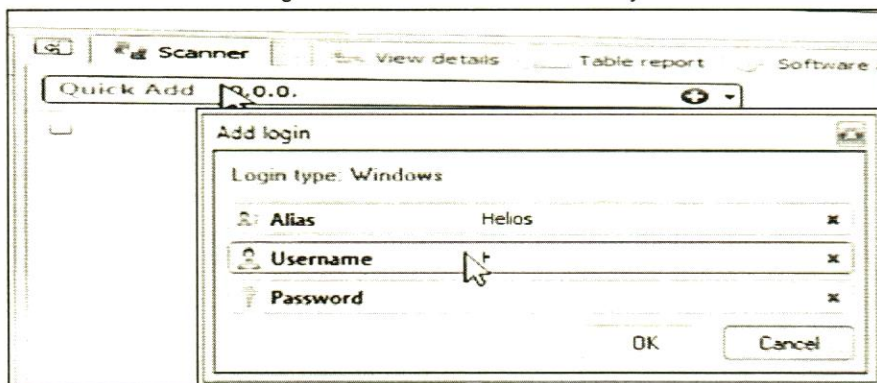 Scanner View details Table report Software
Quick Add 0.0.0.
Add login
Login type: Windows
Alias Helios
Username
Password
OK Cancel